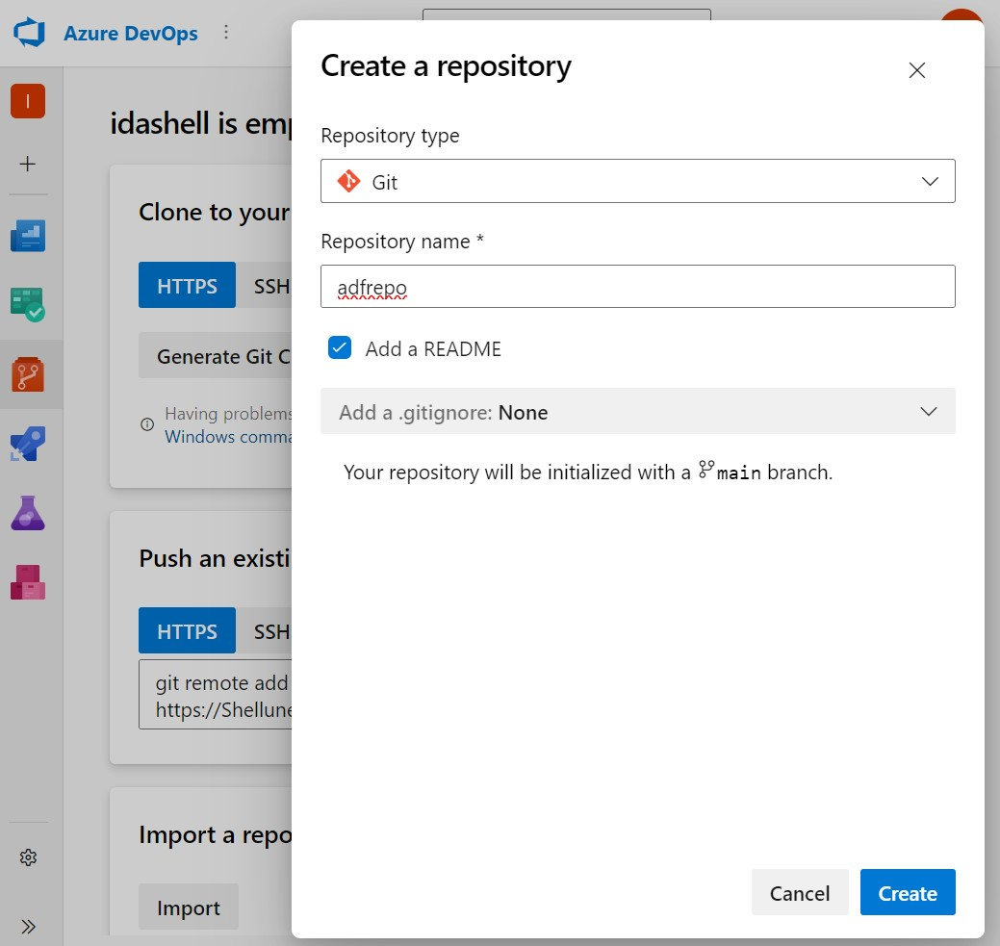 Azure DevOps
I
idashell is emp
Clone to your
HTTPS
SSH
Generate Git C
Having problems
Windows comma
Push an existi
HTTPS
SSH
git remote add
https://Shellune
Import a repo
Import
Create a repository
Repository type
Git
Repository name *
adfrepo
Add a README
Add a .gitignore: None
Your repository will be initialized with a main branch.
Cancel
Create